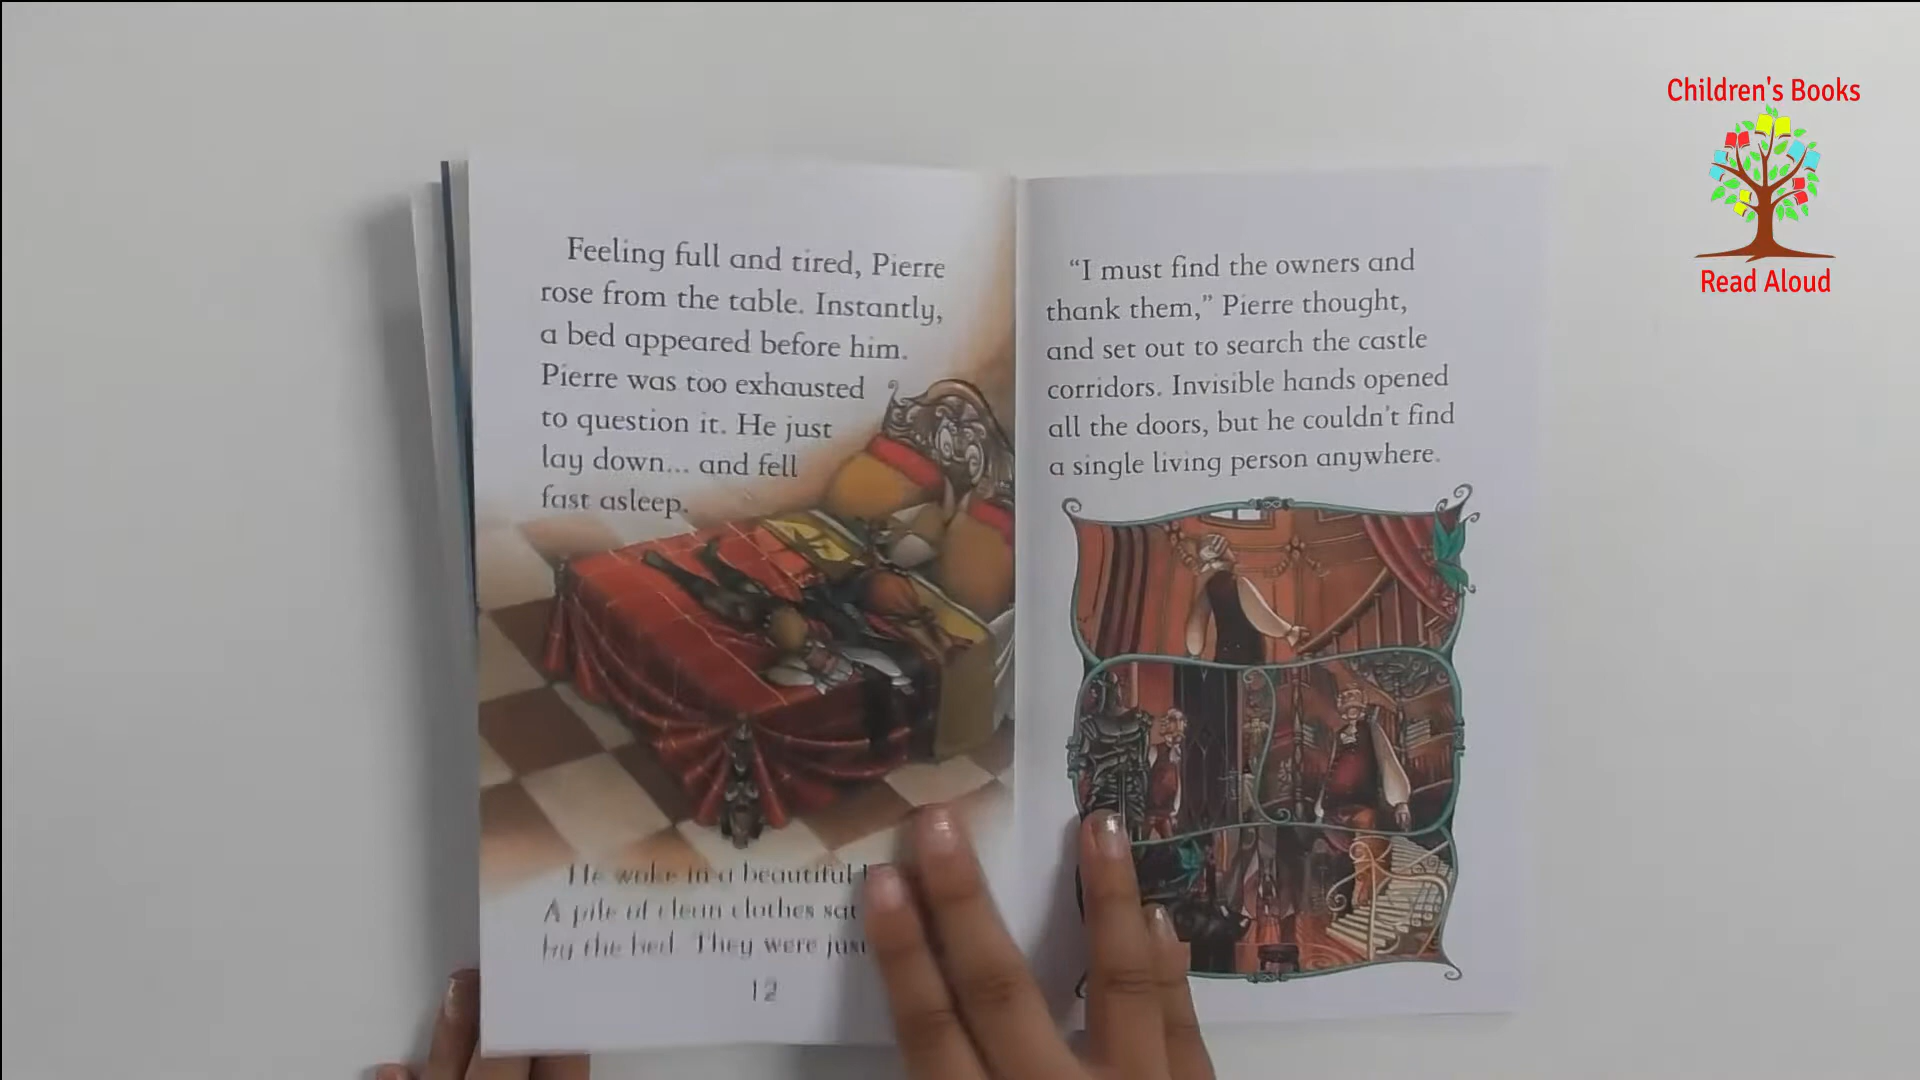 Feeling full and tired, Pierre
rose from the table. Instantly,
a bed appeared before him.
Pierre was too exhausted
to question it. He just
lay down... and fell
fast asleep.
He woke in a beautiful
A pile of clean clothes sat
by the bed. They were just
12
“I must find the owners and
thank them,” Pierre thought,
and set out to search the castle
corridors. Invisible hands opened
all the doors, but he couldn't find
a single living person anywhere.
Children's Books
Read Aloud